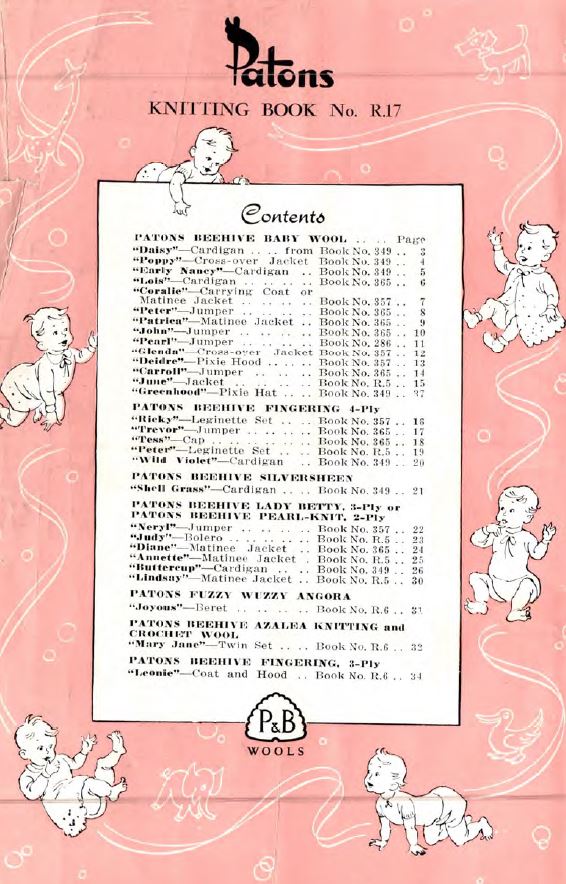 Patons
KNITTING BOOK No. R.17
Contents
PATONS BEEHIVE BABY WOOL .. .. Page
"Daisy"—Cardigan .. .. from Book No. 349 .. 3
"Poppy"—Cross-over Jacket Book No. 349 .. 4
"Early Nancy"—Cardigan .. Book No. 349 .. 5
"Lois"—Cardigan .. .. .. .. Book No. 365 .. 6
"Coralie"—Carrying Coat or
Matinee Jacket .. .. .. .. Book No. 357 .. 7
"Peter"—Jumper .. .. .. .. Book No. 365 .. 8
"Patrica"—Matinee Jacket .. Book No. 365 .. 9
"John"—Jumper .. .. .. .. Book No. 365 .. 10
"Pearl"—Jumper .. .. .. .. Book No. 286 .. 11
"Glenda"—Cross-over Jacket Book No. 357 .. 12
"Deidre"—Pixie Hood .. .. .. Book No. 357 .. 13
"Carroll"—Jumper .. .. .. Book No. 365 .. 14
"June"—Jacket .. .. .. .. Book No. R.5 .. 15
"Greenhood"—Pixie Hat .. .. Book No. 349 .. 27
PATONS BEEHIVE FINGERING 4-Ply
"Ricky"—Leginette Set .. .. Book No. 357 .. 16
"Trevor"—Jumper .. .. .. .. Book No. 365 .. 17
"Tess"—Cap .. .. .. .. .. Book No. 365 .. 18
"Peter"—Leginette Set .. .. Book No. R.5 .. 19
"Wild Violet"—Cardigan .. Book No. 349 .. 20
PATONS BEEHIVE SILVERSHEEN
"Shell Grass"—Cardigan .. .. Book No. 349 .. 21
PATONS BEEHIVE LADY BETTY, 3-Ply or
PATONS BEEHIVE PEARL-KNIT, 2-Ply
"Neryl"—Jumper .. .. .. .. Book No. 357 .. 22
"Judy"—Bolero .. .. .. .. Book No. R.5 .. 23
"Diane"—Matinee Jacket .. Book No. 365 .. 24
"Annette"—Matinee Jacket . Book No. R.5 .. 25
"Buttercup"—Cardigan .. .. Book No. 349 .. 26
"Lindsay"—Matinee Jacket .. Book No. R.5 .. 30
PATONS FUZZY WUZZY ANGORA
"Joyous"—Beret .. .. .. .. Book No. R.6 ..
PATONS BEEHIVE AZALEA KNITTING and
CROCHET WOOL
"Mary Jane"—Twin Set .. .. Book No. R.6 .. 32
PATONS BEEHIVE FINGERING, 3-Ply
"Leonie"—Coat and Hood .. Book No. R.6 .. 34
P&B
WOOLS